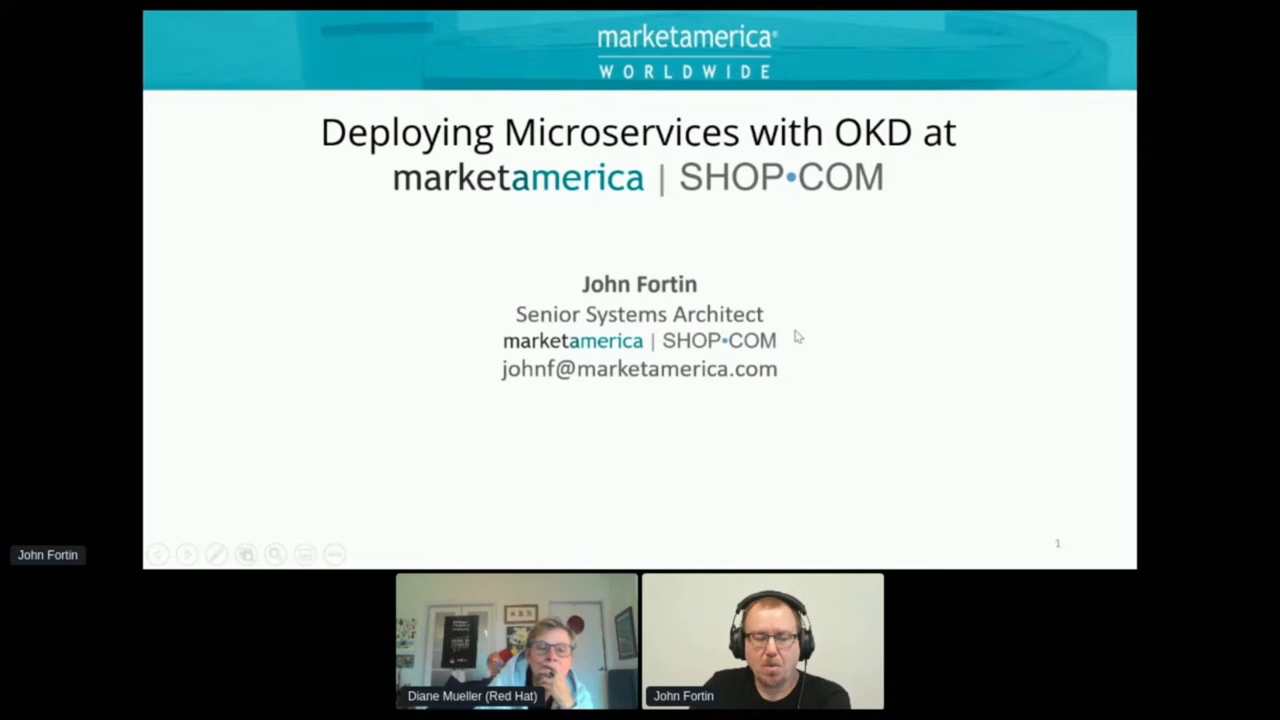 marketamerica®
WORLDWIDE
Deploying Microservices with OKD at
marketamerica | SHOP•COM
John Fortin
Senior Systems Architect
marketamerica | SHOP•COM
johnf@marketamerica.com
1
John Fortin
Diane Mueller (Red Hat)
John Fortin